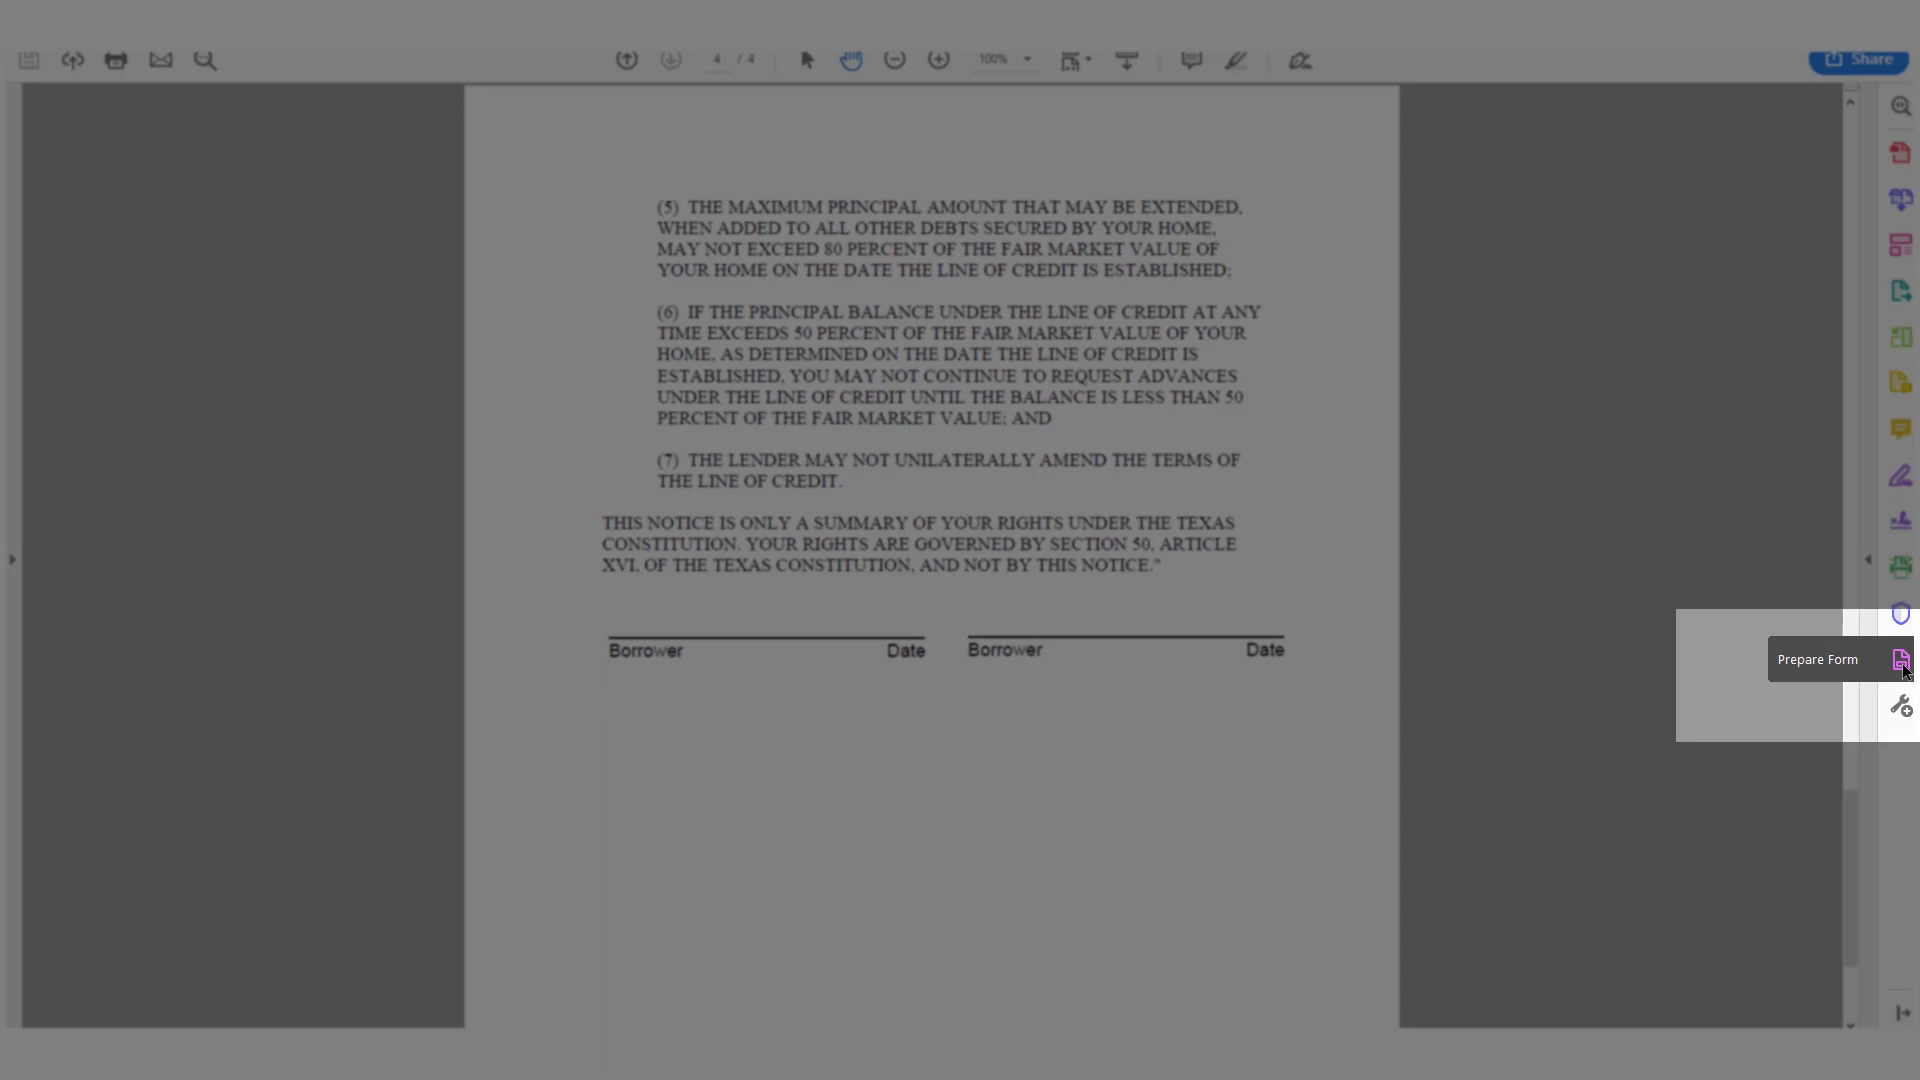 4 / 4
100%
Share
(5) THE MAXIMUM PRINCIPAL AMOUNT THAT MAY BE EXTENDED,
WHEN ADDED TO ALL OTHER DEBTS SECURED BY YOUR HOME,
MAY NOT EXCEED 80 PERCENT OF THE FAIR MARKET VALUE OF
YOUR HOME ON THE DATE THE LINE OF CREDIT IS ESTABLISHED;
(6) IF THE PRINCIPAL BALANCE UNDER THE LINE OF CREDIT AT ANY
TIME EXCEEDS 50 PERCENT OF THE FAIR MARKET VALUE OF YOUR
HOME, AS DETERMINED ON THE DATE THE LINE OF CREDIT IS
ESTABLISHED, YOU MAY NOT CONTINUE TO REQUEST ADVANCES
UNDER THE LINE OF CREDIT UNTIL THE BALANCE IS LESS THAN 50
PERCENT OF THE FAIR MARKET VALUE; AND
(7) THE LENDER MAY NOT UNILATERALLY AMEND THE TERMS OF
THE LINE OF CREDIT.
THIS NOTICE IS ONLY A SUMMARY OF YOUR RIGHTS UNDER THE TEXAS
CONSTITUTION. YOUR RIGHTS ARE GOVERNED BY SECTION 50, ARTICLE
XVI, OF THE TEXAS CONSTITUTION, AND NOT BY THIS NOTICE."
Borrower Date Borrower Date
Prepare Form